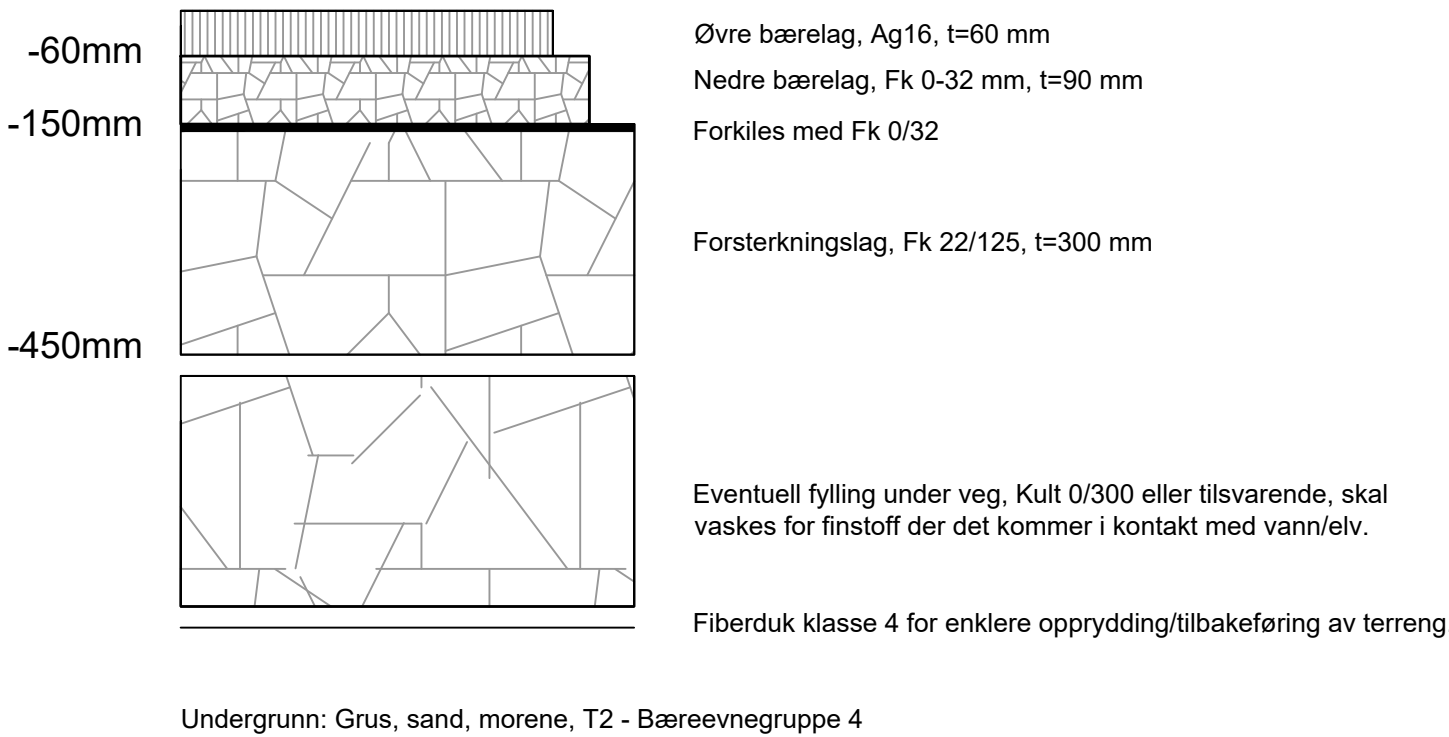 -60mm
Øvre bærelag, Ag16, t=60 mm
Nedre bærelag, Fk 0-32 mm, t=90 mm
-150mm
Forkiles med Fk 0/32
Forsterkningslag, Fk 22/125, t=300 mm
-450mm
Eventuell fylling under veg, Kult 0/300 eller tilsvarende, skal
vaskes for finstoff der det kommer i kontakt med vann/elv.
Fiberduk klasse 4 for enklere opprydding/tilbakeføring av terreng
Undergrunn: Grus, sand, morene, T2 - Bæreevnegruppe 4